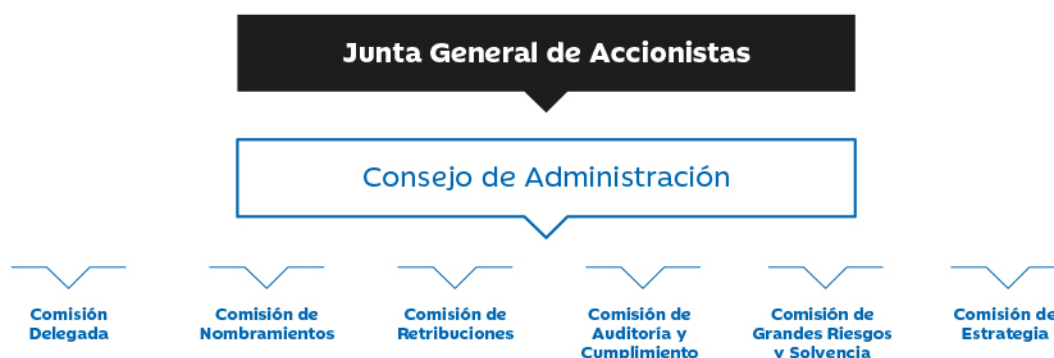 Junta General de Accionistas
Consejo de Administración
Comisión
Delegada
Comisión de
Nombramientos
Comisión de
Retribuciones
Comisión de
Auditoría y
Cumplimiento
Comisión de
Grandes Riesgos
y Solvencia
Comisión de
Estrategia